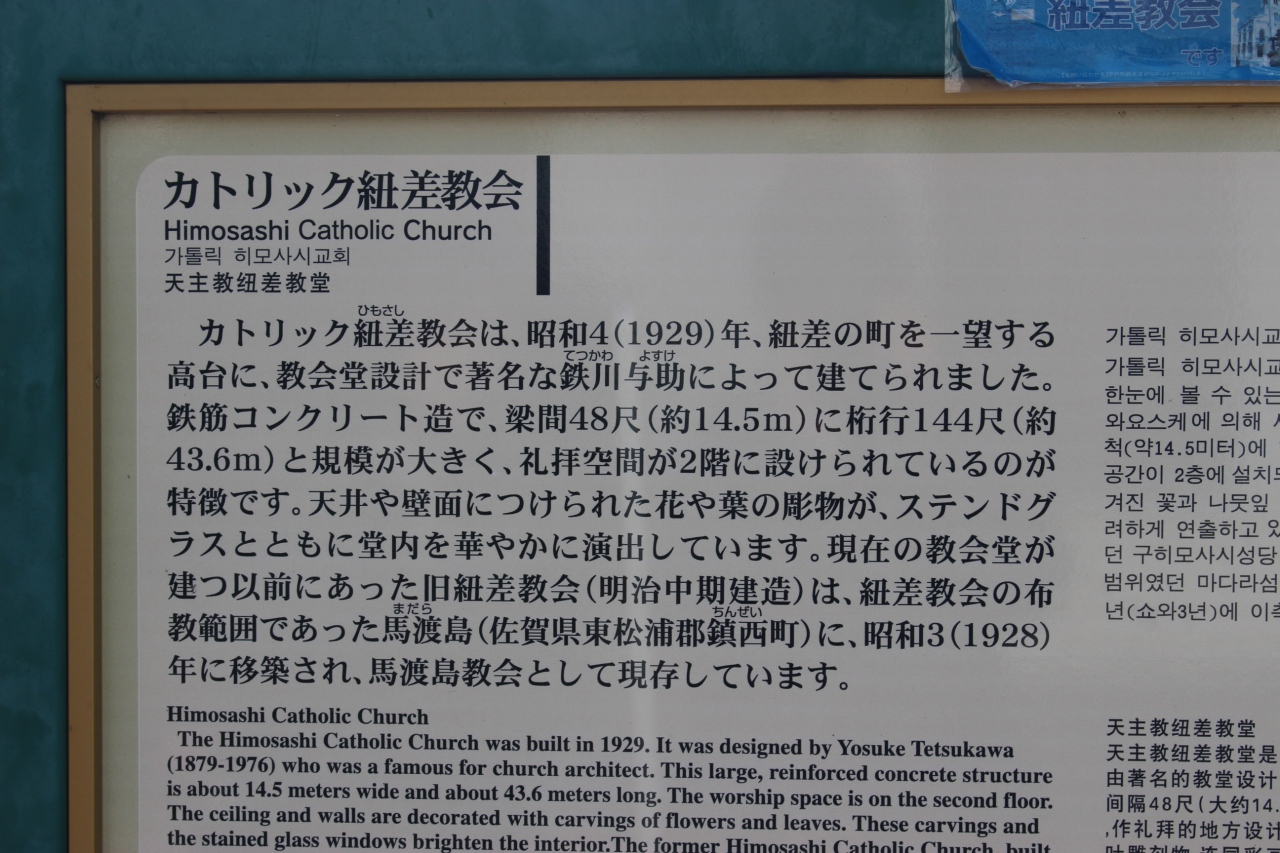 紐差教会
です
カトリック紐差教会
Himosashi Catholic Church
가톨릭 히모사시교회
天主教纽差教堂
ひもさし
カトリック紐差教会は、昭和4(1929)年、紐差の町を一望する
てつかわ よすけ
高台に、教会堂設計で著名な鉄川与助によって建てられました。
鉄筋コンクリート造で、梁間48尺(約14.5m)に桁行144尺(約
43.6m)と規模が大きく、礼拝空間が2階に設けられているのが
特徴です。天井や壁面につけられた花や葉の彫物が、ステンドグ
ラスとともに堂内を華やかに演出しています。現在の教会堂が
建つ以前にあった旧紐差教会(明治中期建造)は、紐差教会の布
まだら ちんぜい
教範囲であった馬渡島(佐賀県東松浦郡鎮西町)に、昭和3(1928)
年に移築され、馬渡島教会として現存しています。
Himosashi Catholic Church
The Himosashi Catholic Church was built in 1929. It was designed by Yosuke Tetsukawa
(1879-1976) who was a famous for church architect. This large, reinforced concrete structure
is about 14.5 meters wide and about 43.6 meters long. The worship space is on the second floor.
The ceiling and walls are decorated with carvings of flowers and leaves. These carvings and
the stained glass windows brighten the interior.The former Himosashi Catholic Church, built
가톨릭 히모사시교
가톨릭 히모사시교
한눈에 볼 수 있는
와요스케에 의해
척(약14.5미터)에
공간이 2층에 설치되
겨진 꽃과 나뭇잎
려하게 연출하고 있
던 구히모사시성당
범위였던 마다라섬
년(쇼와3년)에 이축
天主教纽差教堂
天主教纽差教堂是
由著名的教堂设计
间隔48尺(大约14.
,作礼拜的地方设计